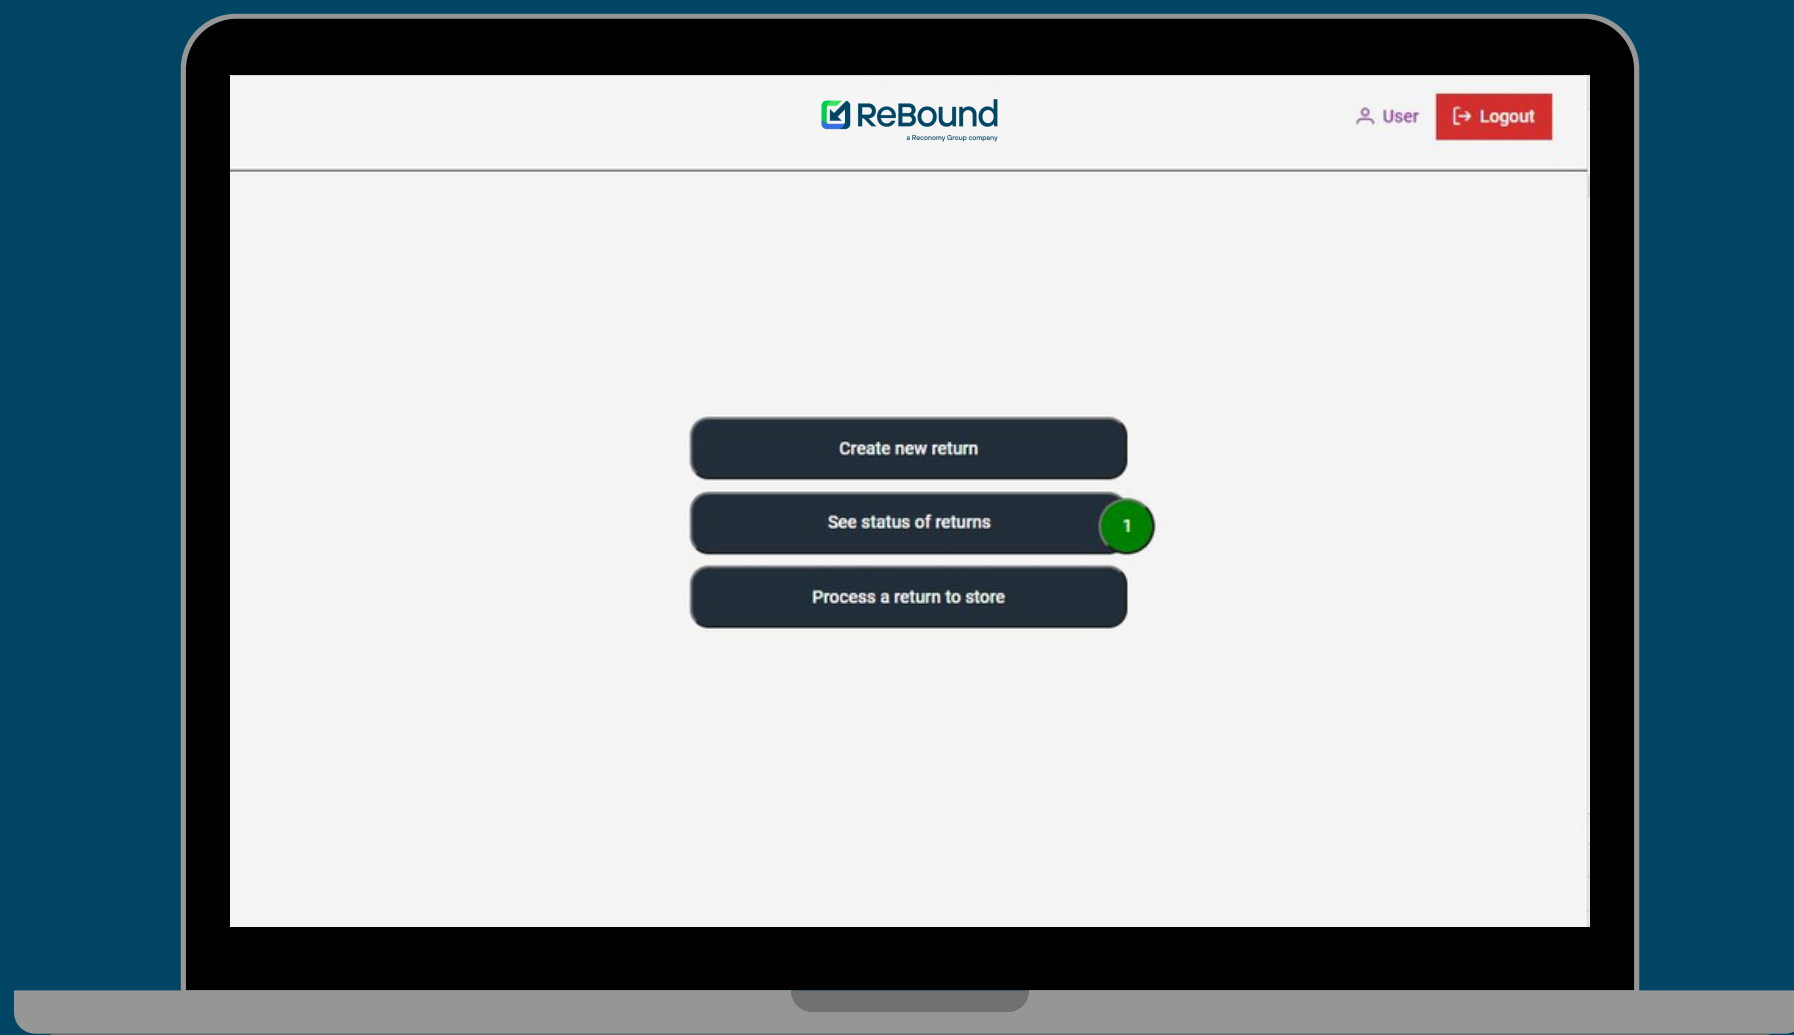 ReBound
a Reconomy Group company
User
Logout
Create new return
See status of returns
1
Process a return to store